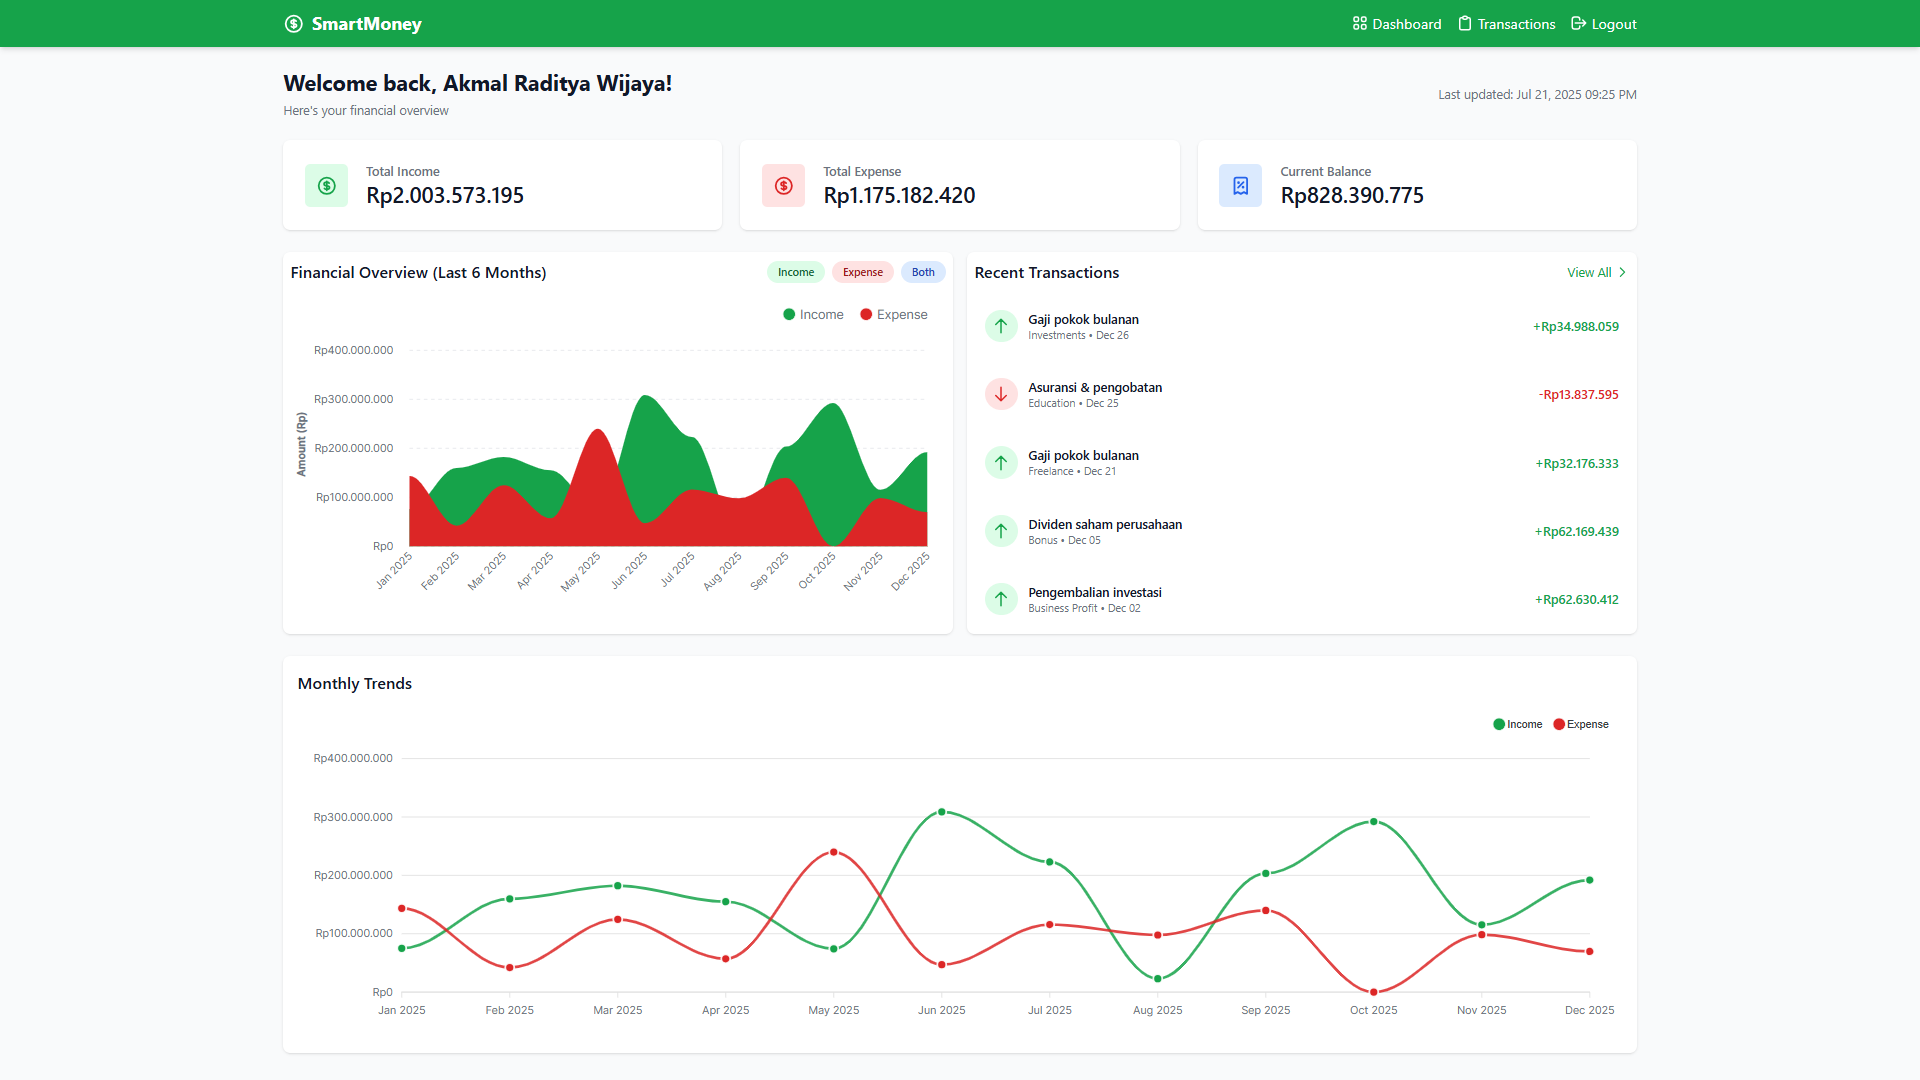 SmartMoney
Dashboard
Transactions
Logout
Welcome back, Akmal Raditya Wijaya!
Here's your financial overview
Last updated: Jul 21, 2025 09:25 PM
Total Income
Rp2.003.573.195
Total Expense
Rp1.175.182.420
Current Balance
Rp828.390.775
Financial Overview (Last 6 Months)
Income
Expense
Both
Income
Expense
Amount (Rp)
Rp400.000.000
Rp300.000.000
Rp200.000.000
Rp100.000.000
Rp0
Jan 2025
Feb 2025
Mar 2025
Apr 2025
May 2025
Jun 2025
Jul 2025
Aug 2025
Sep 2025
Oct 2025
Nov 2025
Dec 2025
Recent Transactions
View All
Gaji pokok bulanan
Investments • Dec 26
+Rp34.988.059
Asuransi & pengobatan
Education • Dec 25
-Rp13.837.595
Gaji pokok bulanan
Freelance • Dec 21
+Rp32.176.333
Dividen saham perusahaan
Bonus • Dec 05
+Rp62.169.439
Pengembalian investasi
Business Profit • Dec 02
+Rp62.630.412
Monthly Trends
Income
Expense
Rp400.000.000
Rp300.000.000
Rp200.000.000
Rp100.000.000
Rp0
Jan 2025
Feb 2025
Mar 2025
Apr 2025
May 2025
Jun 2025
Jul 2025
Aug 2025
Sep 2025
Oct 2025
Nov 2025
Dec 2025